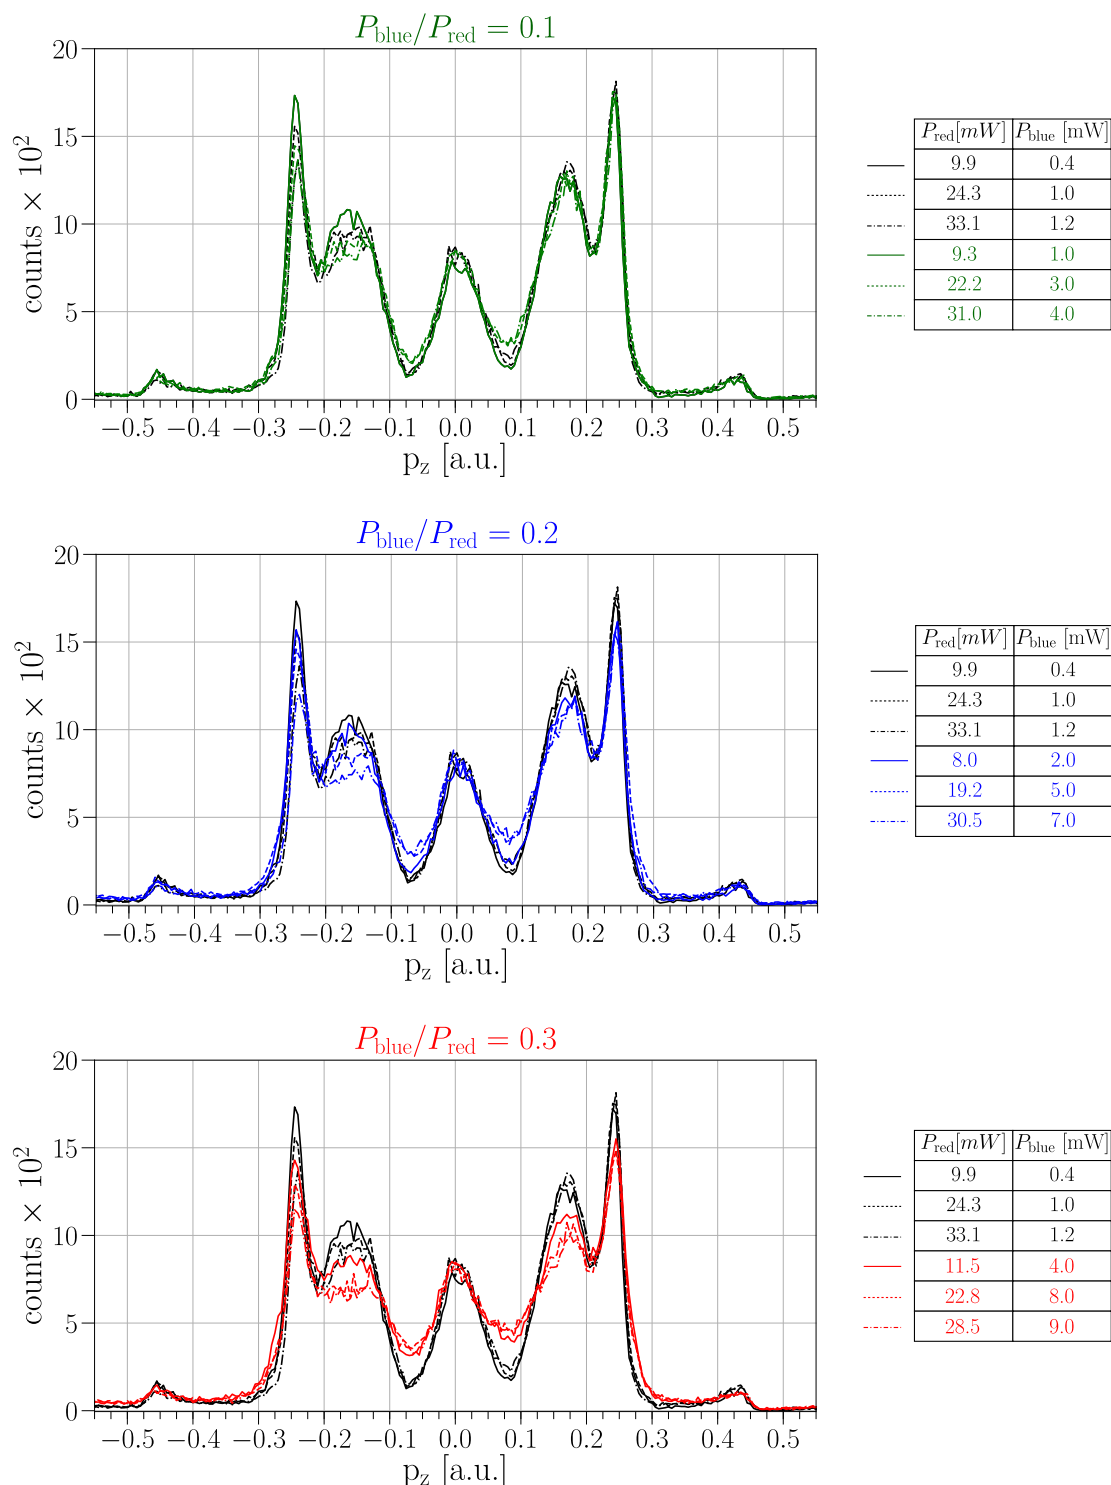 P_blue/P_red = 0.1
20
15
10
5
0
counts × 10²
−0.5 −0.4 −0.3 −0.2 −0.1 0.0 0.1 0.2 0.3 0.4 0.5
p_z [a.u.]
P_red[mW] P_blue [mW]
9.9 0.4
24.3 1.0
33.1 1.2
9.3 1.0
22.2 3.0
31.0 4.0
P_blue/P_red = 0.2
20
15
10
5
0
counts × 10²
−0.5 −0.4 −0.3 −0.2 −0.1 0.0 0.1 0.2 0.3 0.4 0.5
p_z [a.u.]
P_red[mW] P_blue [mW]
9.9 0.4
24.3 1.0
33.1 1.2
8.0 2.0
19.2 5.0
30.5 7.0
P_blue/P_red = 0.3
20
15
10
5
0
counts × 10²
−0.5 −0.4 −0.3 −0.2 −0.1 0.0 0.1 0.2 0.3 0.4 0.5
p_z [a.u.]
P_red[mW] P_blue [mW]
9.9 0.4
24.3 1.0
33.1 1.2
11.5 4.0
22.8 8.0
28.5 9.0